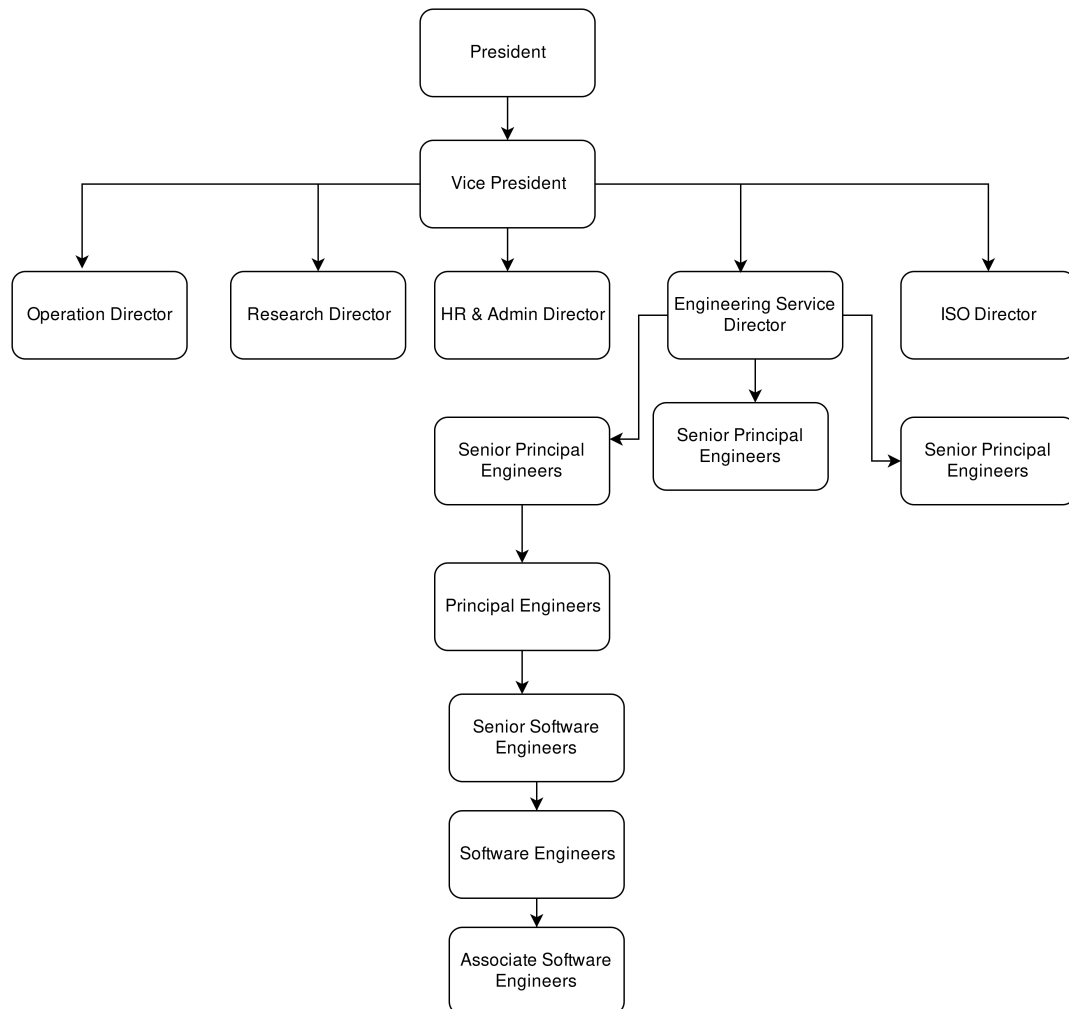 President
Vice President
Operation Director
Research Director
HR & Admin Director
Engineering Service
Director
ISO Director
Senior Principal
Engineers
Senior Principal
Engineers
Senior Principal
Engineers
Principal Engineers
Senior Software
Engineers
Software Engineers
Associate Software
Engineers